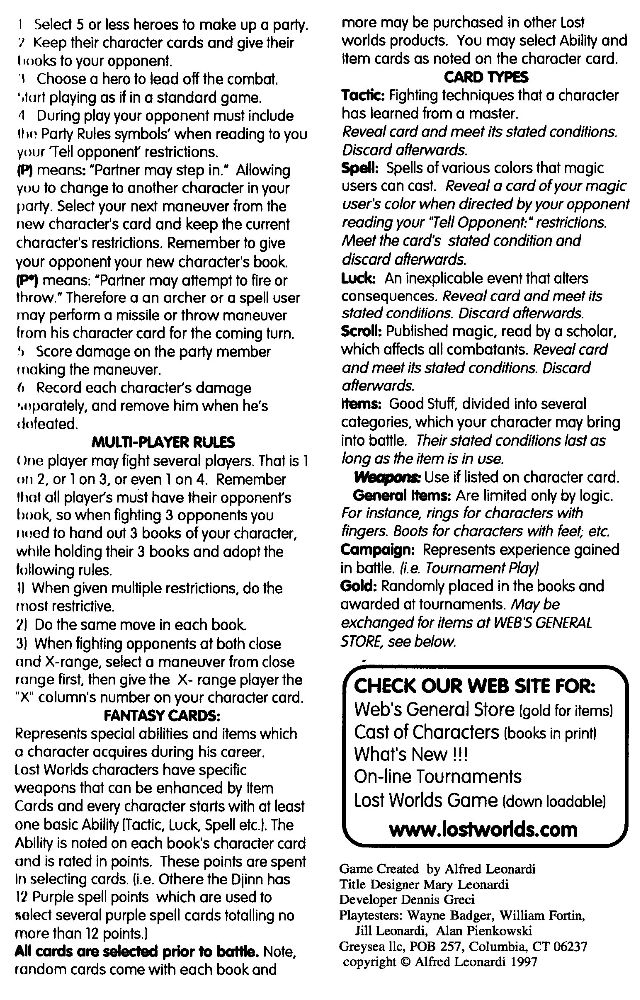 1 Select 5 or less heroes to make up a party.
2 Keep their character cards and give their
books to your opponent.
3 Choose a hero to lead off the combat.
Start playing as if in a standard game.
4 During play your opponent must include
the Party Rules symbols' when reading to you
your 'Tell opponent' restrictions.
(P) means: "Partner may step in." Allowing
you to change to another character in your
party. Select your next maneuver from the
new character's card and keep the current
character's restrictions. Remember to give
your opponent your new character's book.
(P*) means: "Partner may attempt to fire or
throw." Therefore a an archer or a spell user
may perform a missile or throw maneuver
from his character card for the coming turn.
5 Score damage on the party member
making the maneuver.
6 Record each character's damage
separately, and remove him when he's
defeated.
MULTI-PLAYER RULES
One player may fight several players. That is 1
on 2, or 1 on 3, or even 1 on 4. Remember
that all player's must have their opponent's
book, so when fighting 3 opponents you
need to hand out 3 books of your character,
while holding their 3 books and adopt the
following rules.
1) When given multiple restrictions, do the
most restrictive.
2) Do the same move in each book.
3) When fighting opponents at both close
and X-range, select a maneuver from close
range first, then give the X- range player the
"X" column's number on your character card.
FANTASY CARDS:
Represents special abilities and items which
a character acquires during his career.
Lost Worlds characters have specific
weapons that can be enhanced by Item
Cards and every character starts with at least
one basic Ability (Tactic, Luck, Spell etc.). The
Ability is noted on each book's character card
and is rated in points. These points are spent
in selecting cards. (i.e. Othere the Djinn has
12 Purple spell points which are used to
select several purple spell cards totalling no
more than 12 points.)
All cards are selected prior to battle. Note,
random cards come with each book and
more may be purchased in other Lost
worlds products. You may select Ability and
Item cards as noted on the character card.
CARD TYPES
Tactic: Fighting techniques that a character
has learned from a master.
Reveal card and meet its stated conditions.
Discard afterwards.
Spell: Spells of various colors that magic
users can cast. Reveal a card of your magic
user's color when directed by your opponent
reading your "Tell Opponent:" restrictions.
Meet the card's stated condition and
discard afterwards.
Luck: An inexplicable event that alters
consequences. Reveal card and meet its
stated conditions. Discard afterwards.
Scroll: Published magic, read by a scholar,
which affects all combatants. Reveal card
and meet its stated conditions. Discard
afterwards.
Items: Good Stuff, divided into several
categories, which your character may bring
into battle. Their stated conditions last as
long as the item is in use.
Weapons: Use if listed on character card.
General Items: Are limited only by logic.
For instance, rings for characters with
fingers. Boots for characters with feet; etc.
Campaign: Represents experience gained
in battle. (i.e. Tournament Play)
Gold: Randomly placed in the books and
awarded at tournaments. May be
exchanged for items at WEB'S GENERAL
STORE, see below.
CHECK OUR WEB SITE FOR:
Web's General Store (gold for items)
Cast of Characters (books in print)
What's New !!!
On-line Tournaments
Lost Worlds Game (down loadable)
www.lostworlds.com
Game Created by Alfred Leonardi
Title Designer Mary Leonardi
Developer Dennis Greci
Playtesters: Wayne Badger, William Fortin,
Jill Leonardi, Alan Pienkowski
Greysea llc, POB 257, Columbia, CT 06237
copyright © Alfred Leonardi 1997